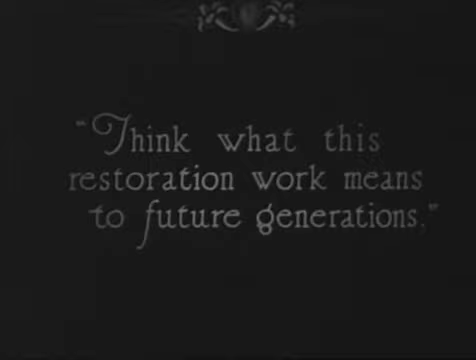 "Think what this
restoration work means
to future generations."